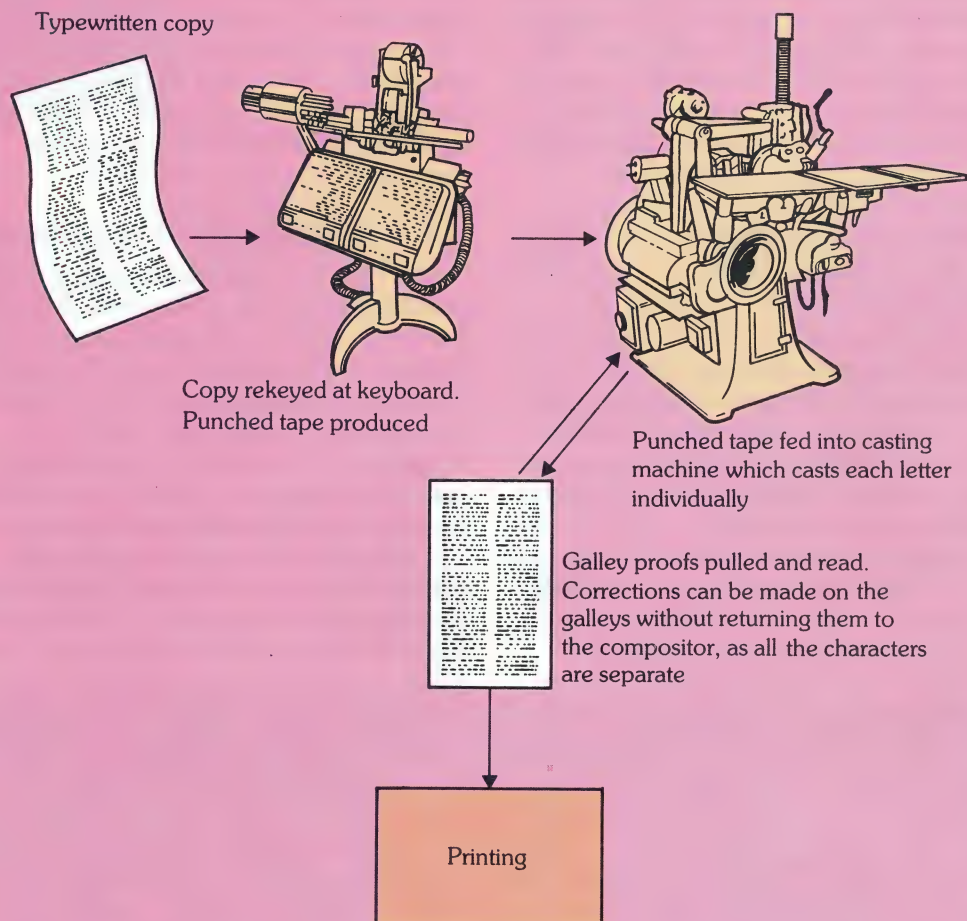 Typewritten copy
Copy rekeyed at keyboard.
Punched tape produced
Punched tape fed into casting
machine which casts each letter
individually
Galley proofs pulled and read.
Corrections can be made on the
galleys without returning them to
the compositor, as all the characters
are separate
Printing